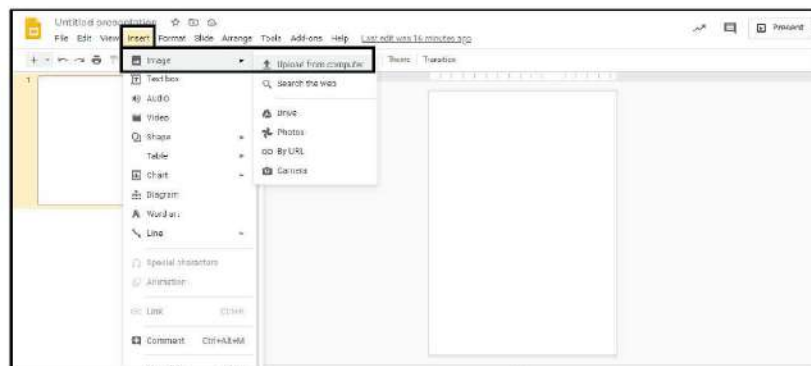 Untitled presentation
File Edit View Insert Format Slide Arrange Tools Add-ons Help Last edit was 16 minutes ago
Present
Image
Upload from computer
Theme Transition
1
Text box
Search the web
Audio
Video
Drive
Shape
Photos
Table
By URL
Chart
Camera
Diagram
Word art
Line
Special characters
Animation
Link
Comment Ctrl+Alt+M